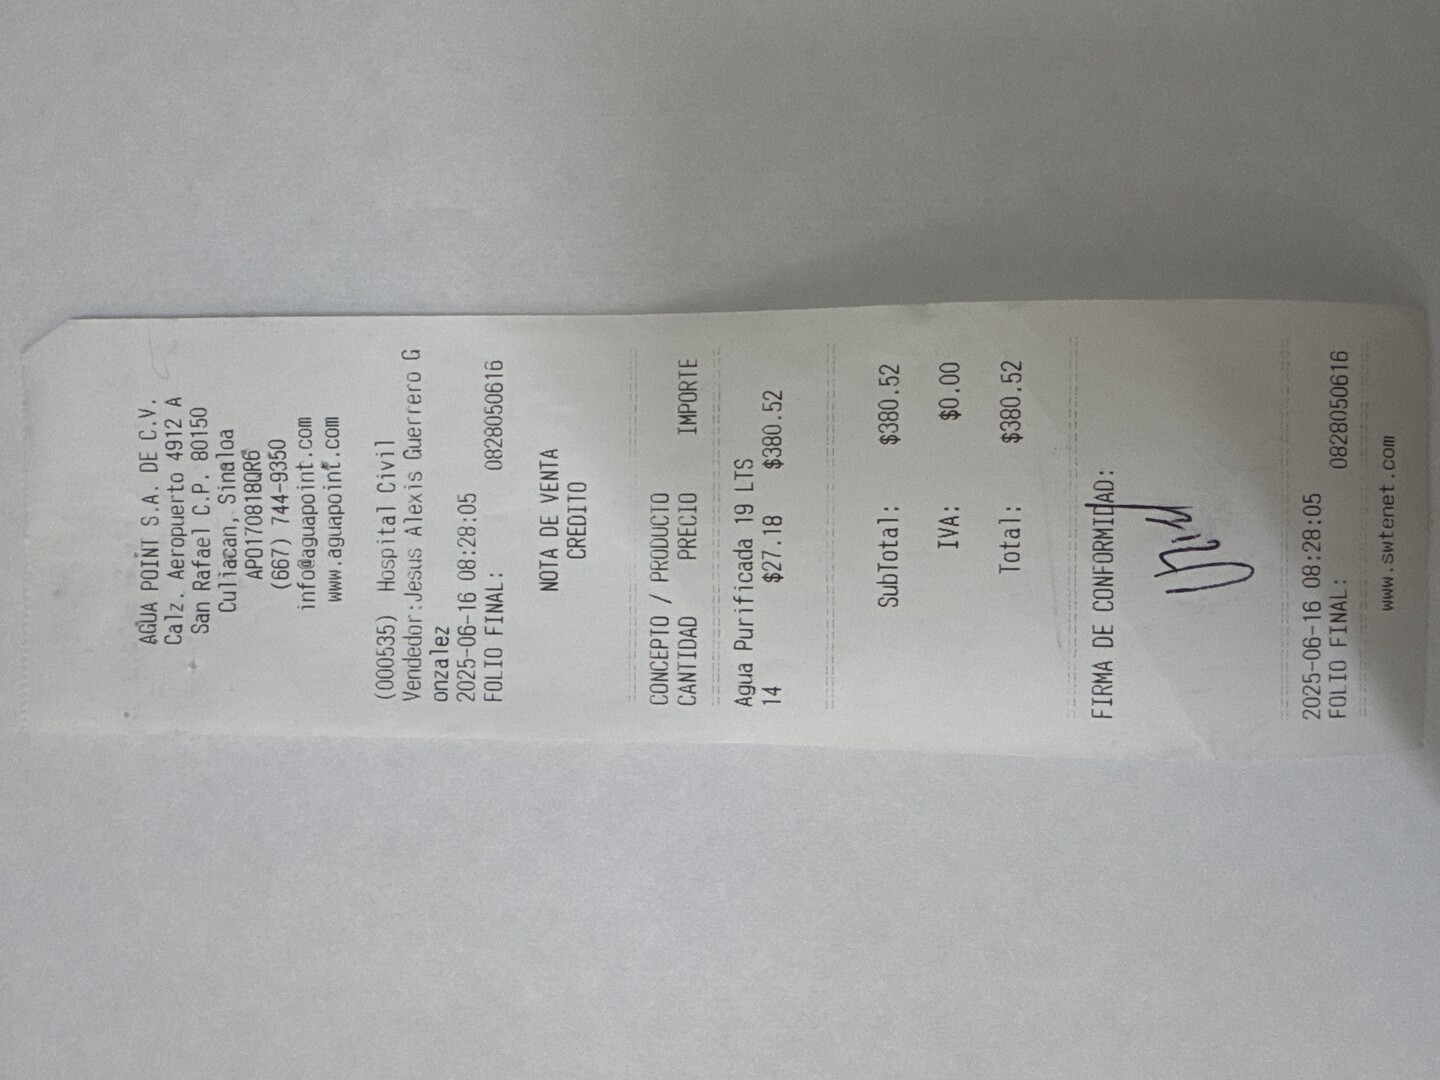 AGUA POINT S.A. DE C.V.
Calz. Aeropuerto 4912 A
San Rafael C.P. 80150
Culiacan, Sinaloa
APO170818QR6
(667) 744-9350
info@aguapoint.com
www.aguapoint.com
(000535) Hospital Civil
Vendedor:Jesus Alexis Guerrero G
onzalez
2025-06-16 08:28:05
FOLIO FINAL: 0828050616
NOTA DE VENTA
CREDITO
CONCEPTO / PRODUCTO
CANTIDAD PRECIO IMPORTE
Agua Purificada 19 LTS
14 $27.18 $380.52
SubTotal: $380.52
IVA: $0.00
Total: $380.52
FIRMA DE CONFORMIDAD:
2025-06-16 08:28:05
FOLIO FINAL: 0828050616
www.swtenet.com